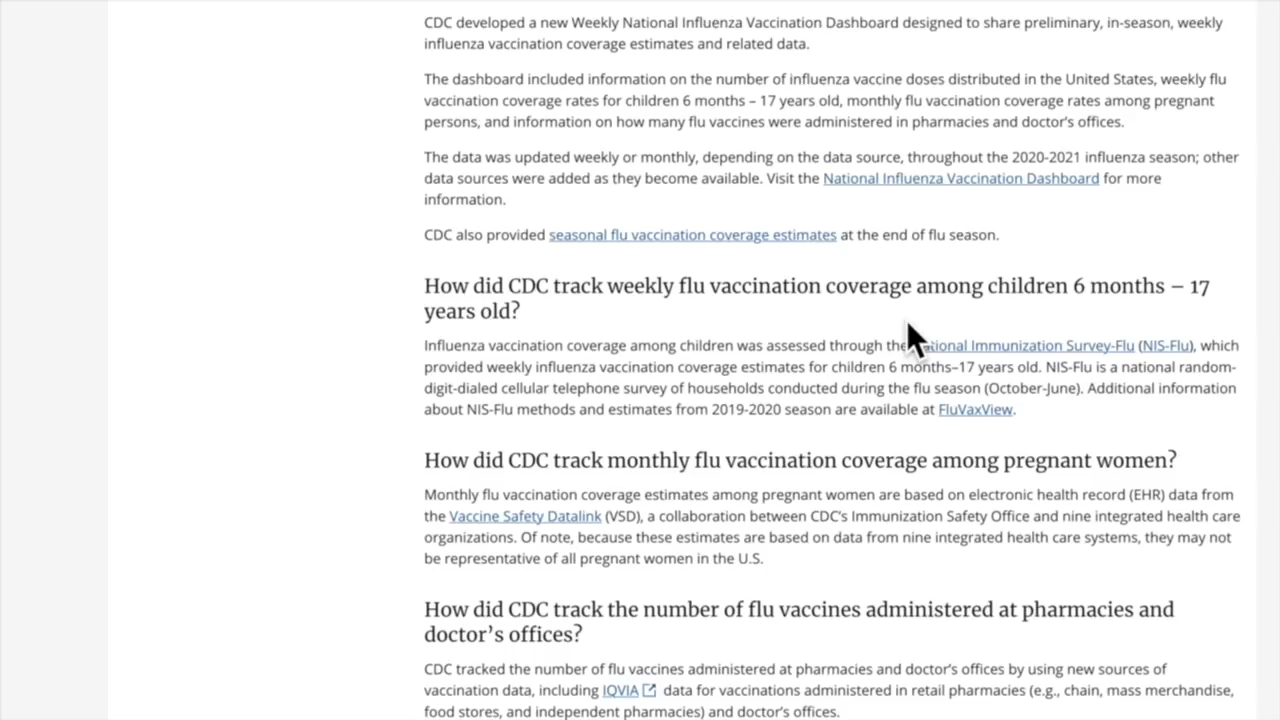 CDC developed a new Weekly National Influenza Vaccination Dashboard designed to share preliminary, in-season, weekly
influenza vaccination coverage estimates and related data.
The dashboard included information on the number of influenza vaccine doses distributed in the United States, weekly flu
vaccination coverage rates for children 6 months – 17 years old, monthly flu vaccination coverage rates among pregnant
persons, and information on how many flu vaccines were administered in pharmacies and doctor's offices.
The data was updated weekly or monthly, depending on the data source, throughout the 2020-2021 influenza season; other
data sources were added as they become available. Visit the National Influenza Vaccination Dashboard for more
information.
CDC also provided seasonal flu vaccination coverage estimates at the end of flu season.
How did CDC track weekly flu vaccination coverage among children 6 months – 17
years old?
Influenza vaccination coverage among children was assessed through the National Immunization Survey-Flu (NIS-Flu), which
provided weekly influenza vaccination coverage estimates for children 6 months–17 years old. NIS-Flu is a national random-
digit-dialed cellular telephone survey of households conducted during the flu season (October-June). Additional information
about NIS-Flu methods and estimates from 2019-2020 season are available at FluVaxView.
How did CDC track monthly flu vaccination coverage among pregnant women?
Monthly flu vaccination coverage estimates among pregnant women are based on electronic health record (EHR) data from
the Vaccine Safety Datalink (VSD), a collaboration between CDC's Immunization Safety Office and nine integrated health care
organizations. Of note, because these estimates are based on data from nine integrated health care systems, they may not
be representative of all pregnant women in the U.S.
How did CDC track the number of flu vaccines administered at pharmacies and
doctor's offices?
CDC tracked the number of flu vaccines administered at pharmacies and doctor's offices by using new sources of
vaccination data, including IQVIA data for vaccinations administered in retail pharmacies (e.g., chain, mass merchandise,
food stores, and independent pharmacies) and doctor's offices.